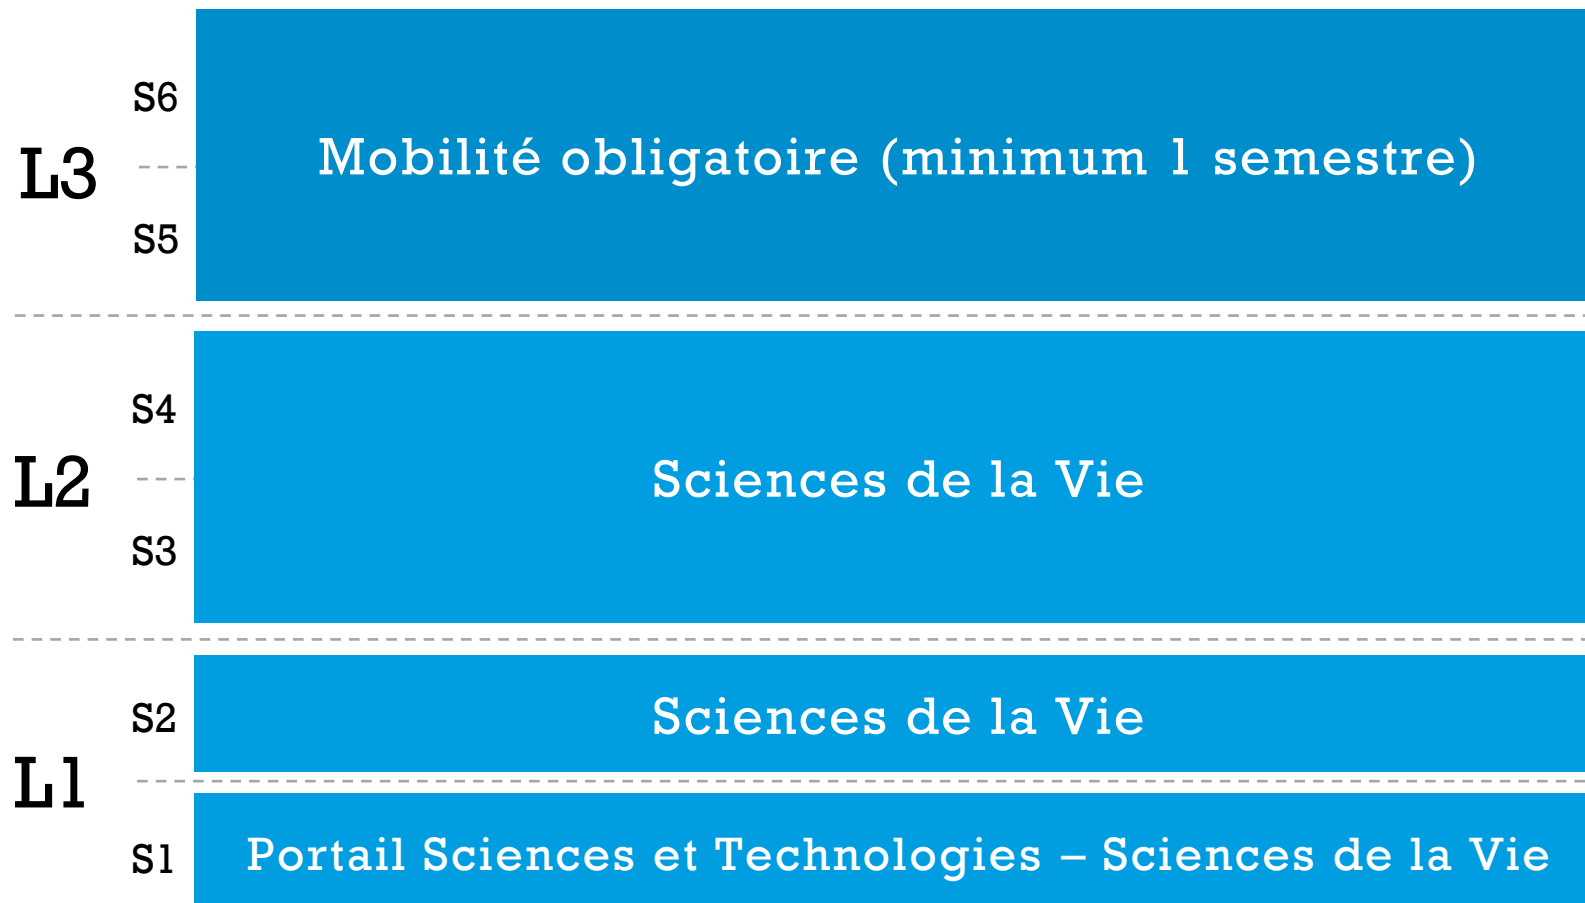 S6
Mobilité obligatoire (minimum 1 semestre)
L3
S5
S4
L2
Sciences de la Vie
S3
S2
Sciences de la Vie
L1
S1
Portail Sciences et Technologies – Sciences de la Vie